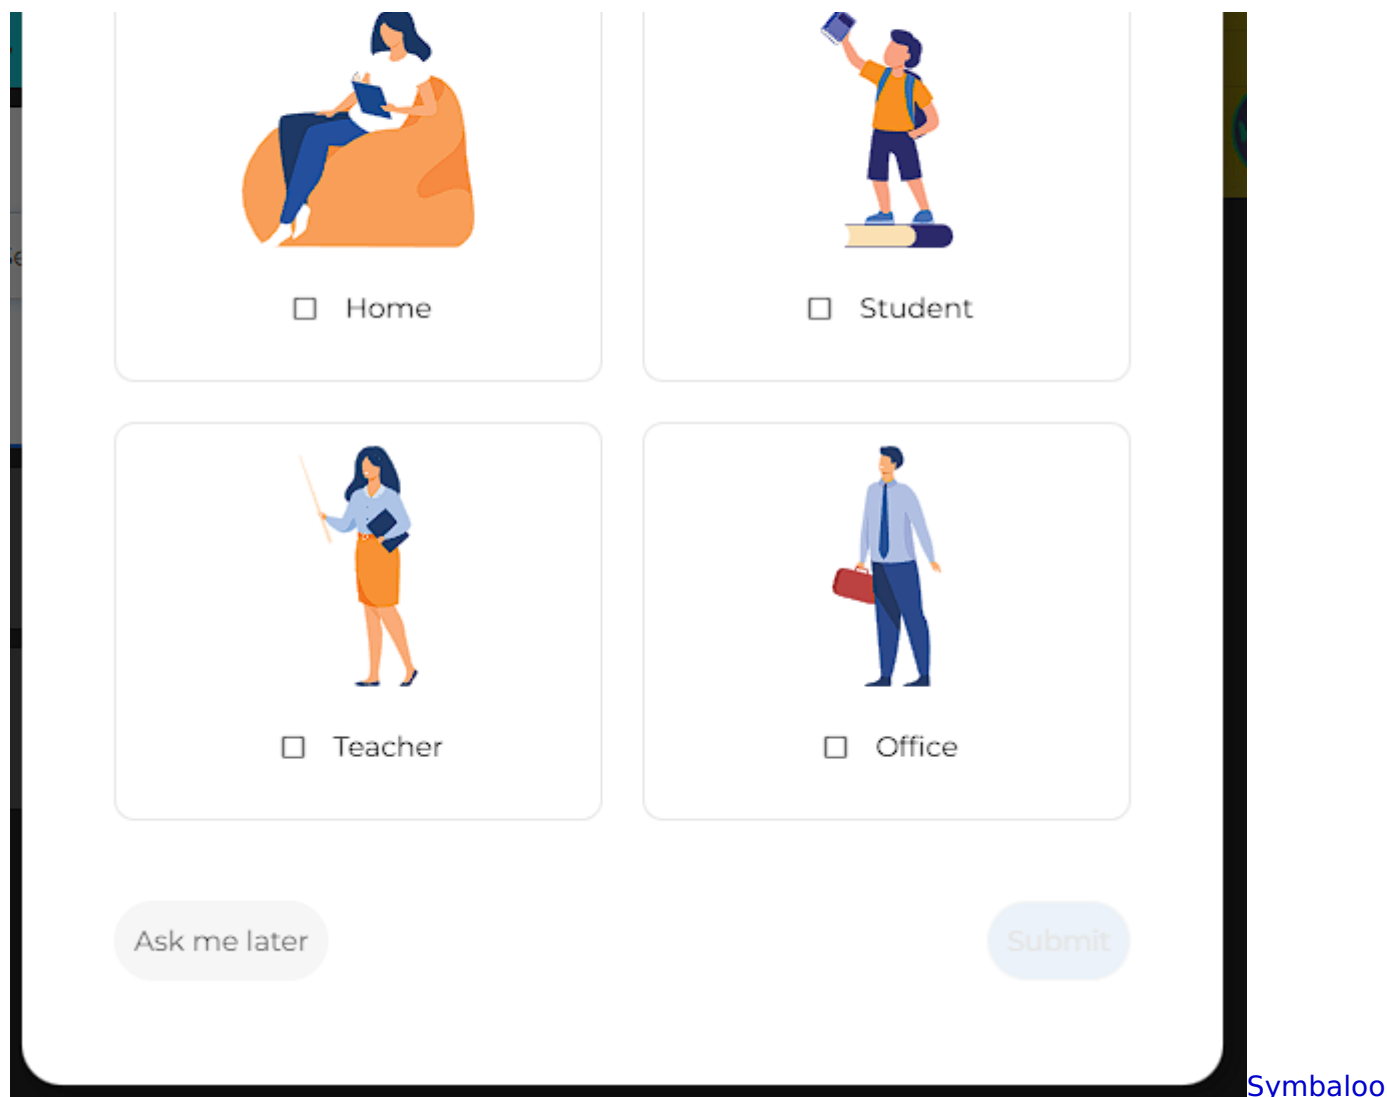 Home
Student
Teacher
Office
Ask me later
Submit
Symbaloo